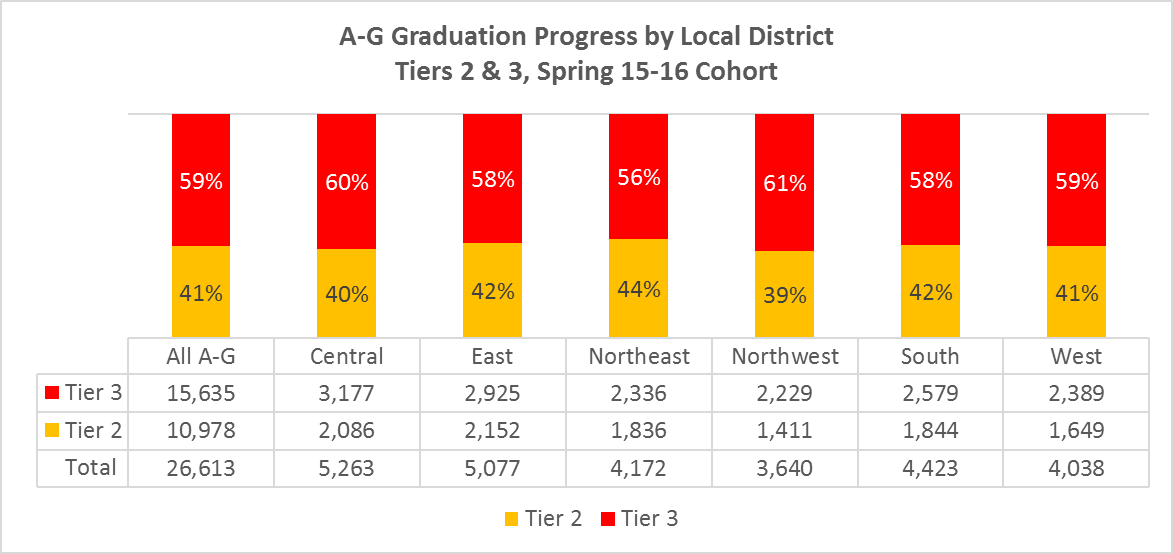 A-G Graduation Progress by Local District
Tiers 2 & 3, Spring 15-16 Cohort
59% 60% 58% 56% 61% 58% 59%
41% 40% 42% 44% 39% 42% 41%
All A-G Central East Northeast Northwest South West
Tier 3 15,635 3,177 2,925 2,336 2,229 2,579 2,389
Tier 2 10,978 2,086 2,152 1,836 1,411 1,844 1,649
Total 26,613 5,263 5,077 4,172 3,640 4,423 4,038
Tier 2 Tier 3